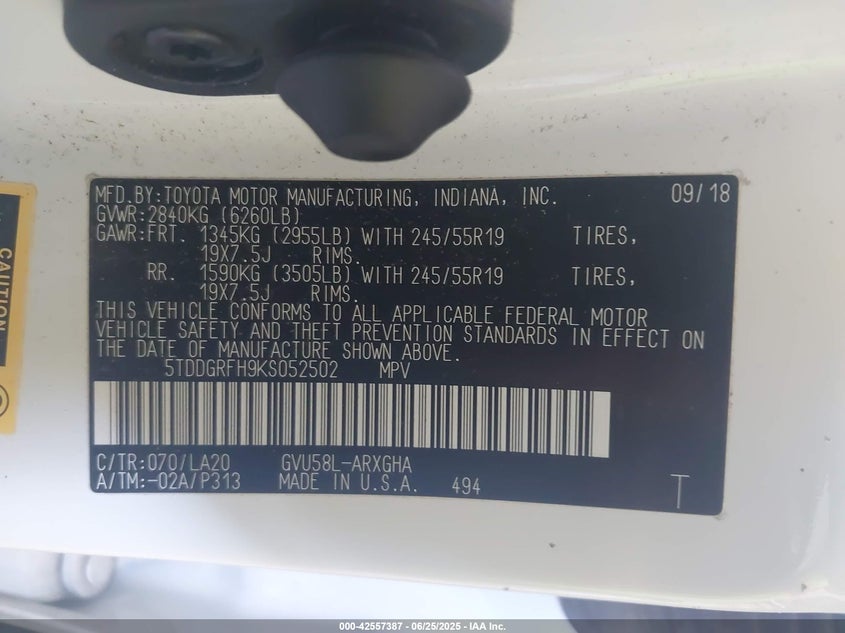 MFD.BY:TOYOTA MOTOR MANUFACTURING, INDIANA, INC. 09/18
GVWR:2840KG (6260LB)
GAWR:FRT. 1345KG (2955LB) WITH 245/55R19 TIRES,
19X7.5J RIMS.
RR. 1590KG (3505LB) WITH 245/55R19 TIRES,
19X7.5J RIMS.
THIS VEHICLE CONFORMS TO ALL APPLICABLE FEDERAL MOTOR
VEHICLE SAFETY AND THEFT PREVENTION STANDARDS IN EFFECT ON
THE DATE OF MANUFACTURE SHOWN ABOVE.
5TDDGRFH9KS052502 MPV
C/TR:070/LA20 GVU58L-ARXGHA
A/TM:-02A/P313 MADE IN U.S.A. 494 T
CAUTION
000-42557387 - 06/25/2025 - IAA Inc.